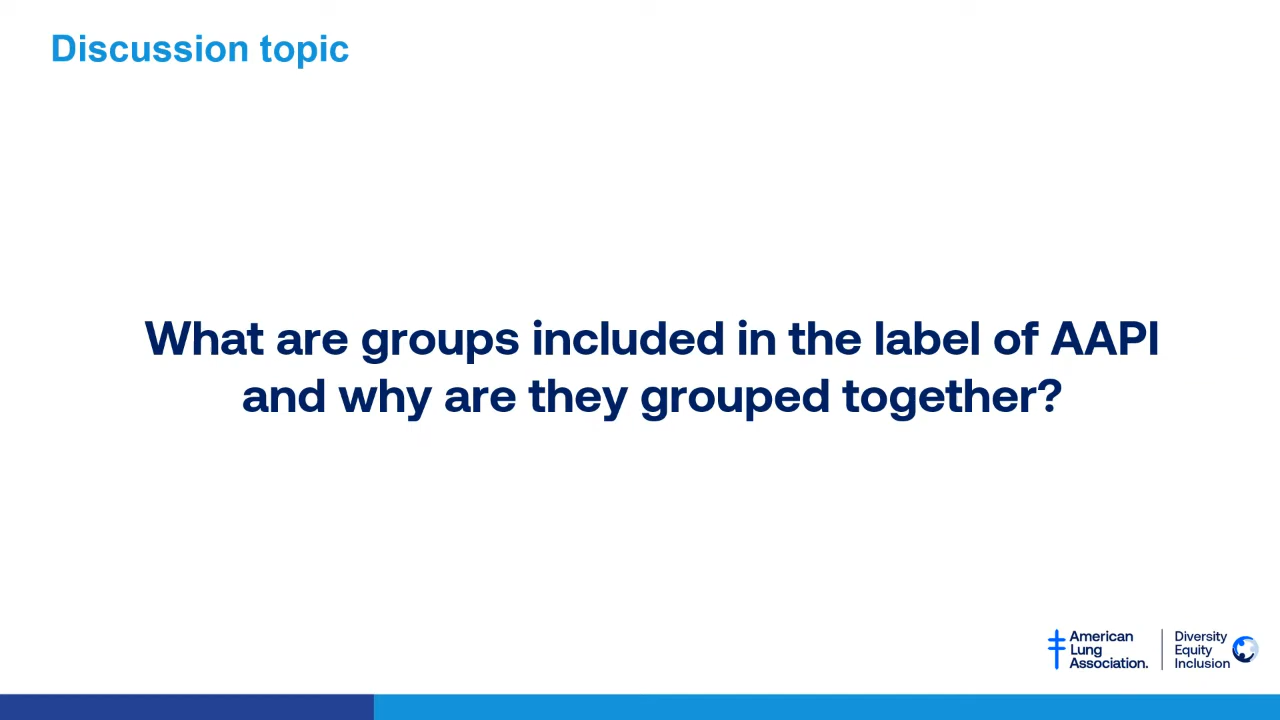 Discussion topic
What are groups included in the label of AAPI
and why are they grouped together?
American
Lung
Association.
Diversity
Equity
Inclusion